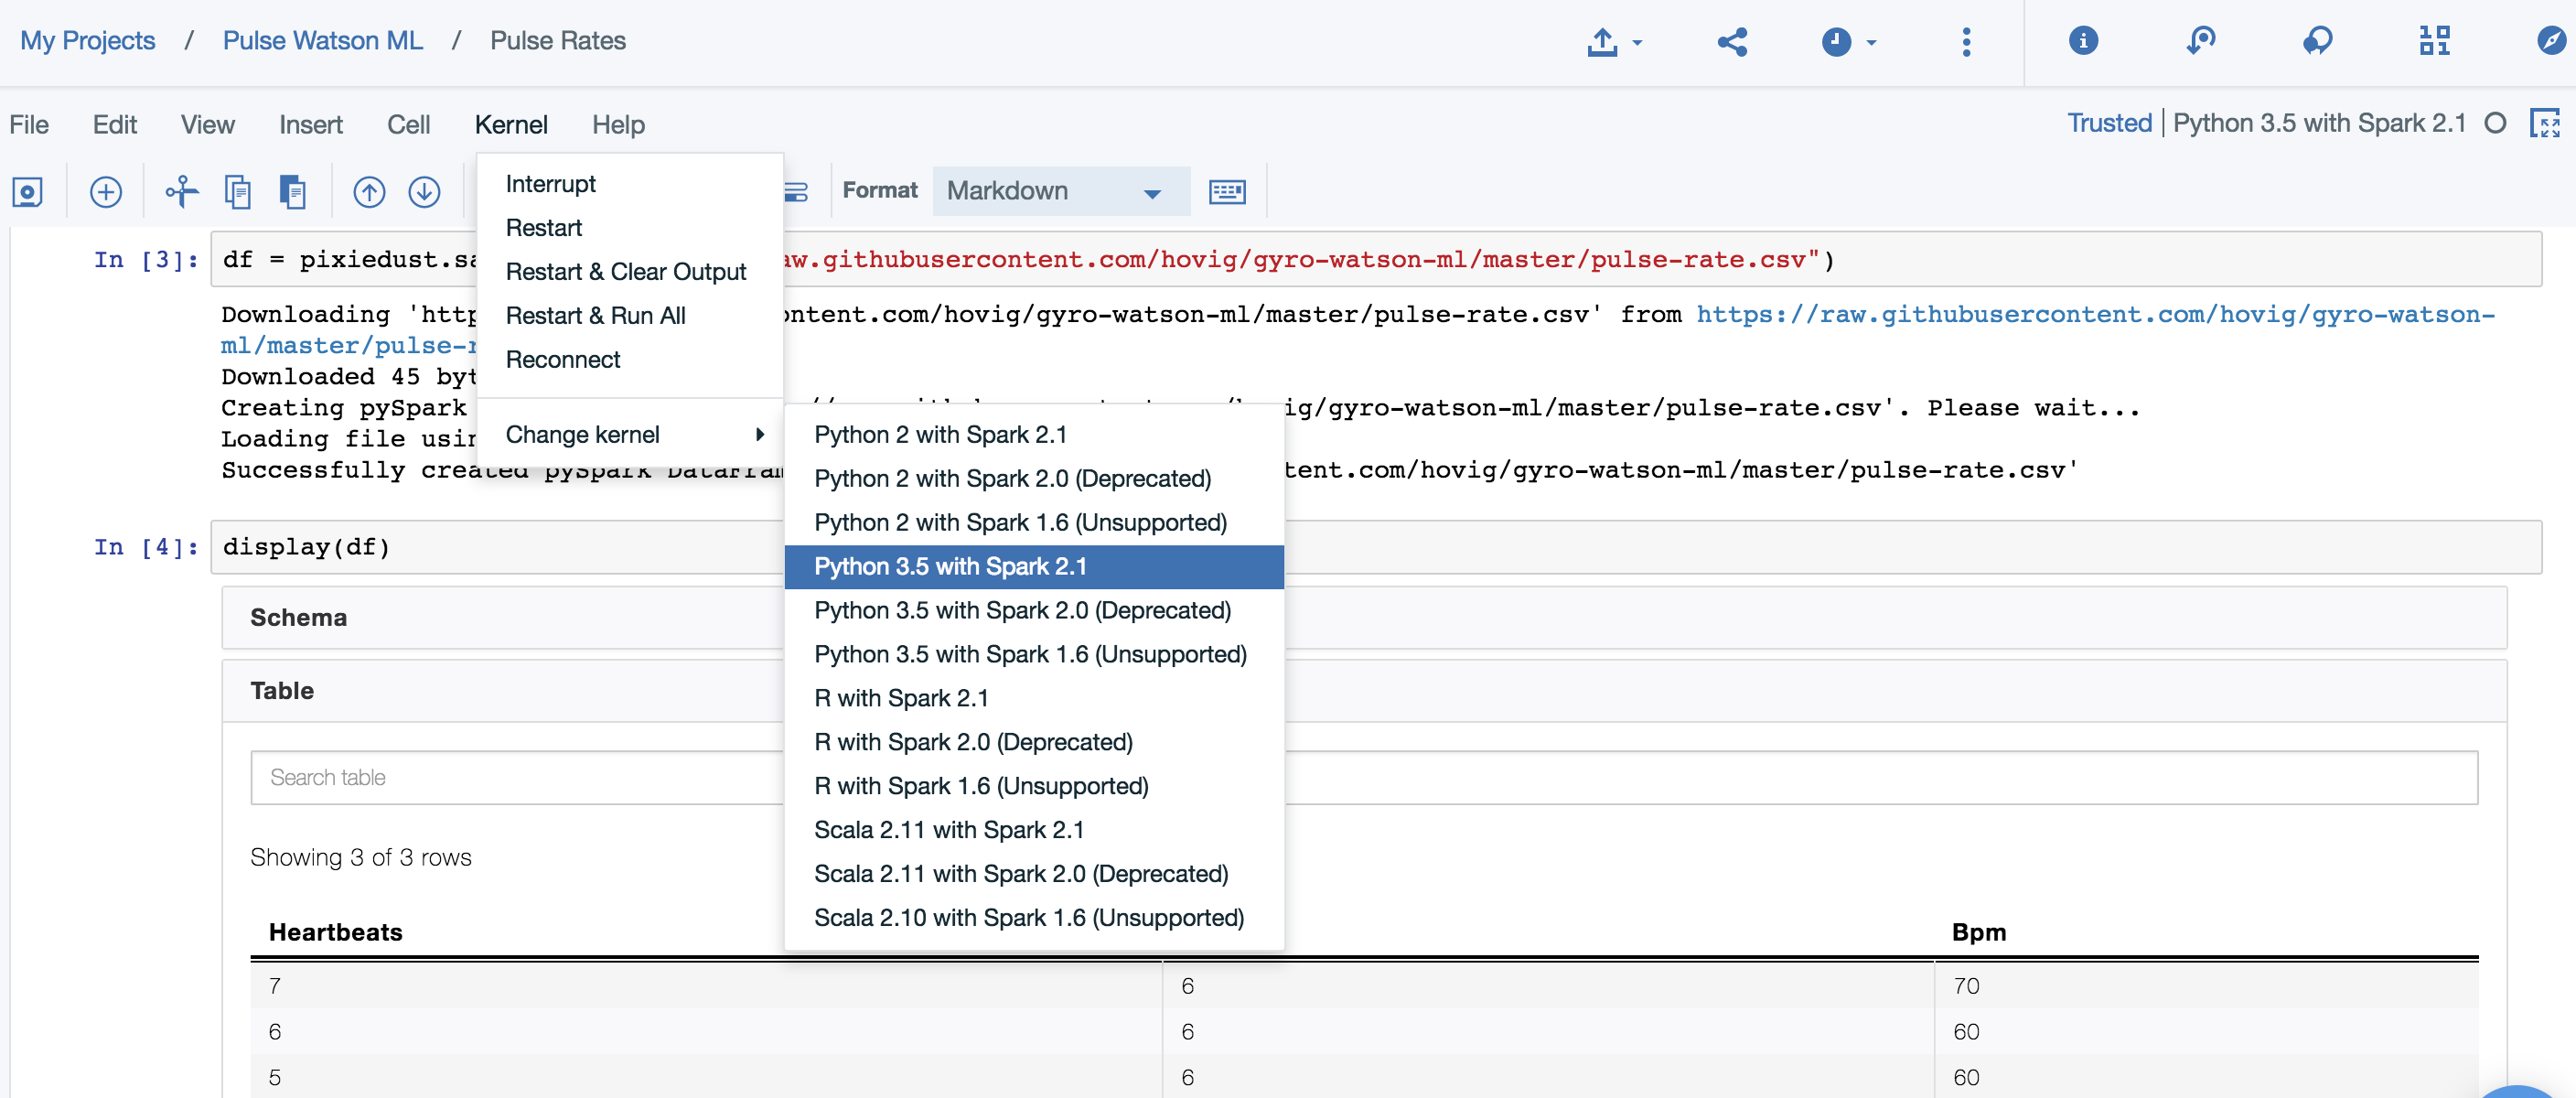 My Projects / Pulse Watson ML / Pulse Rates
File Edit View Insert Cell Kernel Help
Trusted | Python 3.5 with Spark 2.1
Format Markdown
Interrupt
Restart
Restart & Clear Output
Restart & Run All
Reconnect
Change kernel
Python 2 with Spark 2.1
Python 2 with Spark 2.0 (Deprecated)
Python 2 with Spark 1.6 (Unsupported)
Python 3.5 with Spark 2.1
Python 3.5 with Spark 2.0 (Deprecated)
Python 3.5 with Spark 1.6 (Unsupported)
R with Spark 2.1
R with Spark 2.0 (Deprecated)
R with Spark 1.6 (Unsupported)
Scala 2.11 with Spark 2.1
Scala 2.11 with Spark 2.0 (Deprecated)
Scala 2.10 with Spark 1.6 (Unsupported)
In [3]: df = pixiedust.sa .githubusercontent.com/hovig/gyro-watson-ml/master/pulse-rate.csv")
Downloading 'http ntent.com/hovig/gyro-watson-ml/master/pulse-rate.csv' from https://raw.githubusercontent.com/hovig/gyro-watson-
ml/master/pulse-
Downloaded 45 byt
Creating pySpark ig/gyro-watson-ml/master/pulse-rate.csv'. Please wait...
Loading file usin
Successfully created pySpark DataFram tent.com/hovig/gyro-watson-ml/master/pulse-rate.csv'
In [4]: display(df)
Schema
Table
Search table
Showing 3 of 3 rows
Heartbeats Bpm
7 6 70
6 6 60
5 6 60